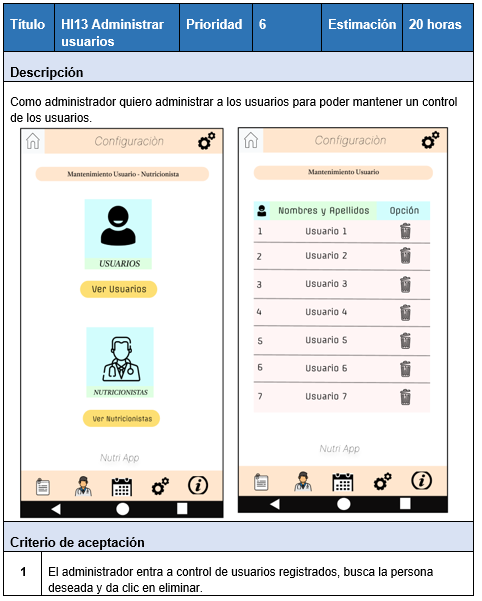 Título
HI13 Administrar
usuarios
Prioridad
6
Estimación
20 horas
Descripción
Como administrador quiero administrar a los usuarios para poder mantener un control
de los usuarios.
Configuraciòn
Mantenimiento Usuario - Nutricionista
USUARIOS
Ver Usuarios
NUTRICIONISTAS
Ver Nutricionistas
Nutri App
Configuraciòn
Mantenimiento Usuario
Nombres y Apellidos Opción
1 Usuario 1
2 Usuario 2
3 Usuario 3
4 Usuario 4
5 Usuario 5
6 Usuario 6
7 Usuario 7
Nutri App
Criterio de aceptación
1 El administrador entra a control de usuarios registrados, busca la persona
deseada y da clic en eliminar.